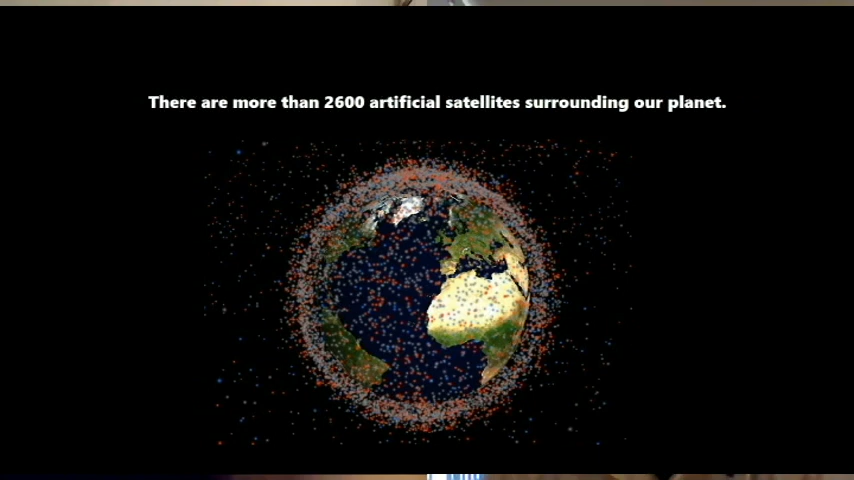 There are more than 2600 artificial satellites surrounding our planet.